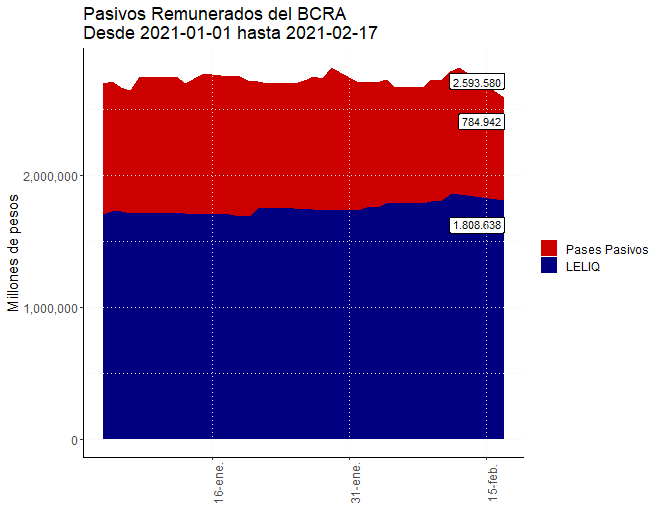 Pasivos Remunerados del BCRA
Desde 2021-01-01 hasta 2021-02-17
Millones de pesos
2,000,000
1,000,000
0
2.593.580
784.942
1.808.638
Pases Pasivos
LELIQ
16-ene.
31-ene.
15-feb.